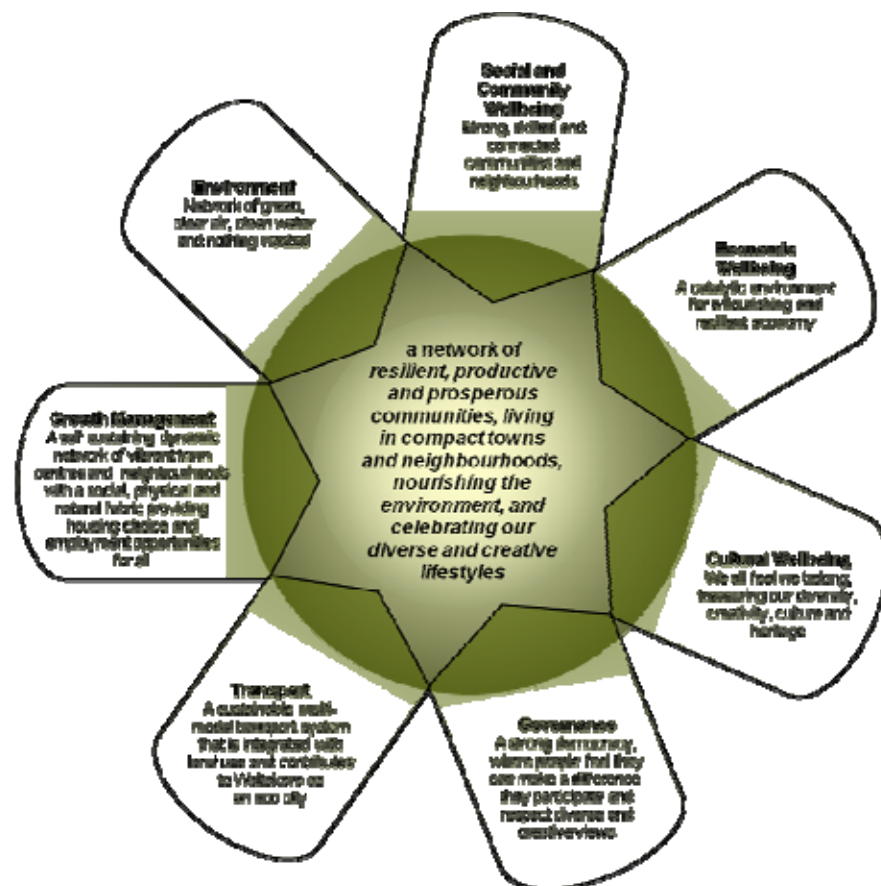 Social and
Community
Wellbeing
Strong, skilled and
connected
communities and
neighbourhoods
Economic
Wellbeing
A catalytic environment
for a flourishing and
resilient economy
Cultural Wellbeing
We all feel we belong,
treasuring our diversity,
creativity, culture and
heritage
Governance
A strong democracy,
where people feel they
can make a difference
they participate and
respect diverse and
creative views
Transport
A sustainable multi-
modal transport system
that is integrated with
land use and contributes
to Waitakere as
an eco city
Growth Management
A self sustaining dynamic
network of vibrant town
centres and neighbourhoods
with a social, physical and
natural fabric providing
housing choice and
employment opportunities
for all
Environment
Network of green,
clear air, clean water
and nothing wasted
a network of
resilient, productive
and prosperous
communities, living
in compact towns
and neighbourhoods,
nourishing the
environment, and
celebrating our
diverse and creative
lifestyles